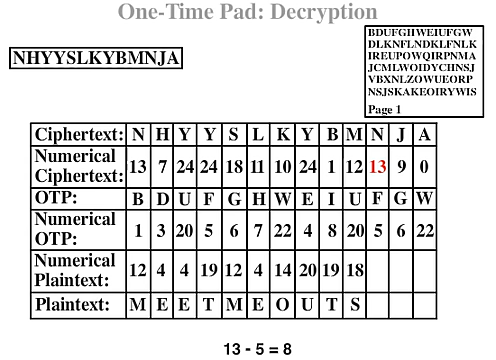 One-Time Pad: Decryption
NHYYSLKYBMNJA
BDUFGHWEIUFGW
DLKNFLNDKLFNLK
IREUPOWQIRPNMA
JCMLWOIDYCHNSJ
VBXNLZOWUEORP
NSJSKAKEOIRYWIS
Page 1
Ciphertext: N H Y Y S L K Y B M N J A
Numerical
Ciphertext: 13 7 24 24 18 11 10 24 1 12 13 9 0
OTP: B D U F G H W E I U F G W
Numerical
OTP: 1 3 20 5 6 7 22 4 8 20 5 6 22
Numerical
Plaintext: 12 4 4 19 12 4 14 20 19 18
Plaintext: M E E T M E O U T S
13 - 5 = 8